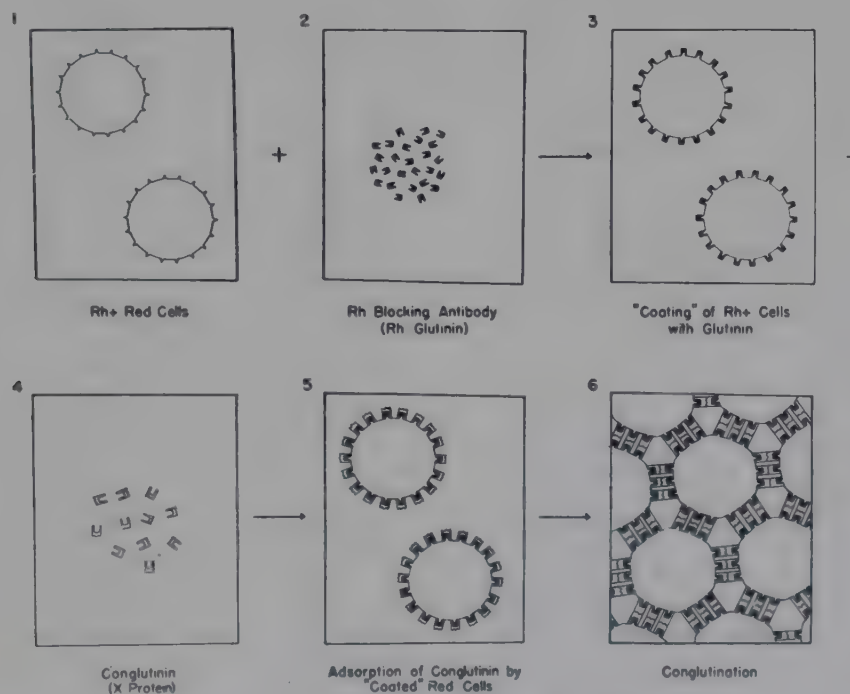 1
2
3
+
Rh+ Red Cells
Rh Blocking Antibody
(Rh Glutinin)
"Coating" of Rh+ Cells
with Glutinin
4
5
6
Conglutinin
(X Protein)
Adsorption of Conglutinin by
"Coated" Red Cells
Conglutination